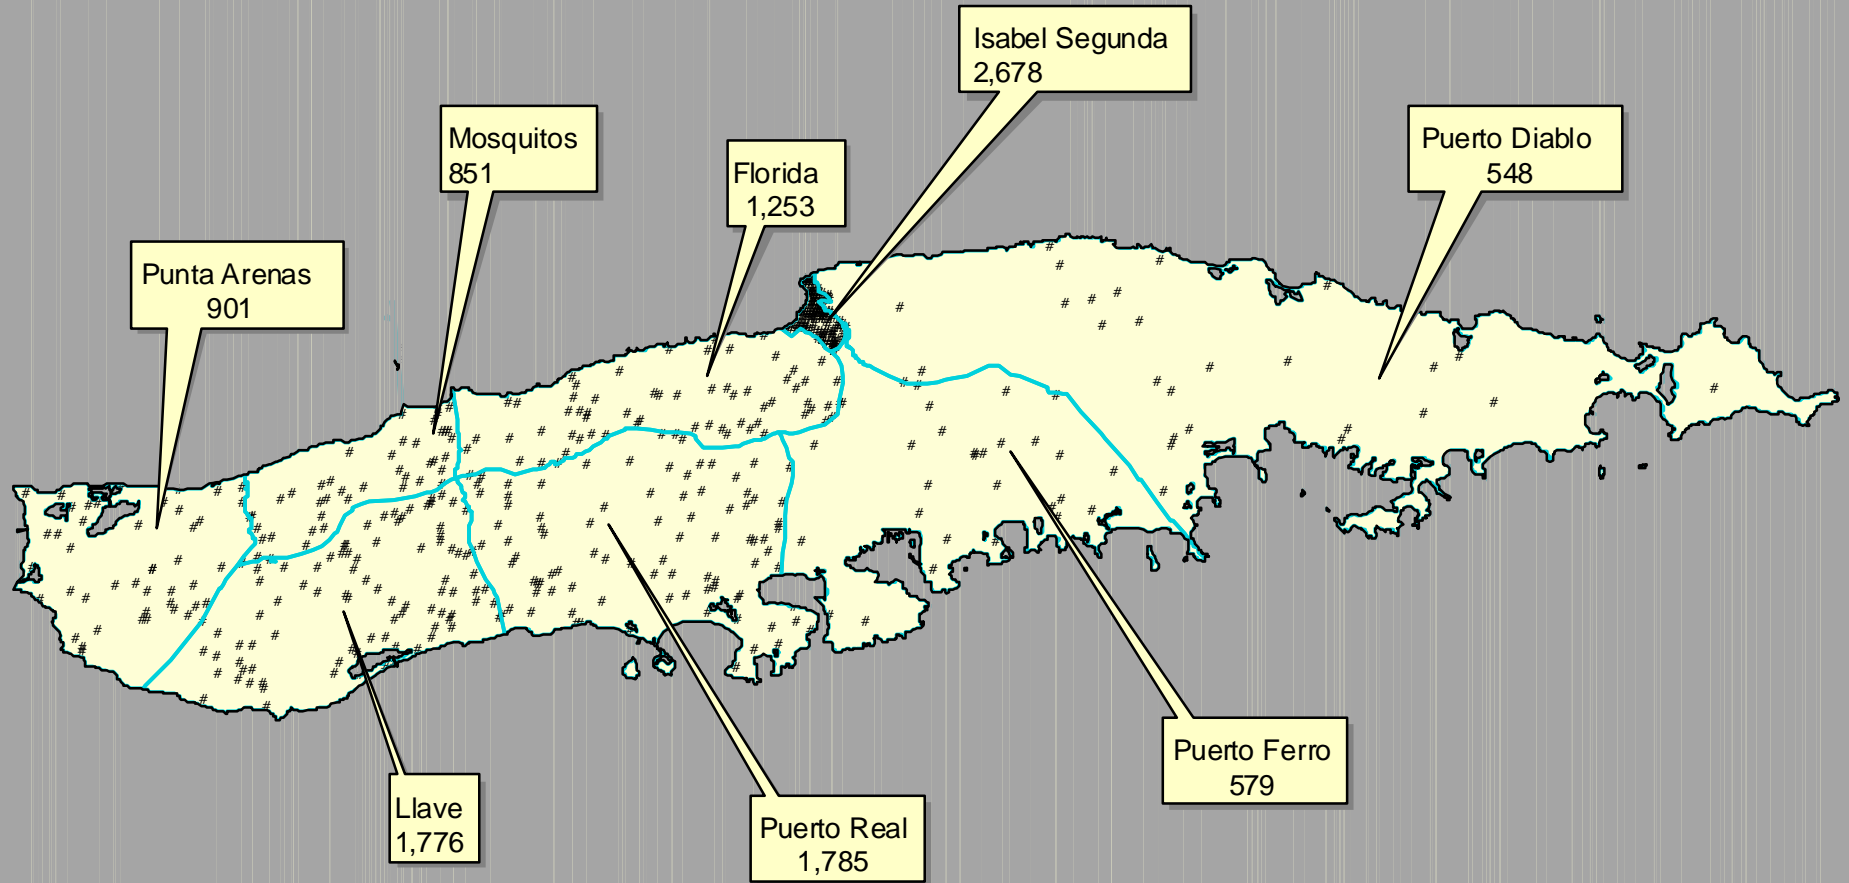 Isabel Segunda
2,678
Mosquitos
851
Puerto Diablo
548
Florida
1,253
Punta Arenas
901
Puerto Ferro
579
Llave
1,776
Puerto Real
1,785